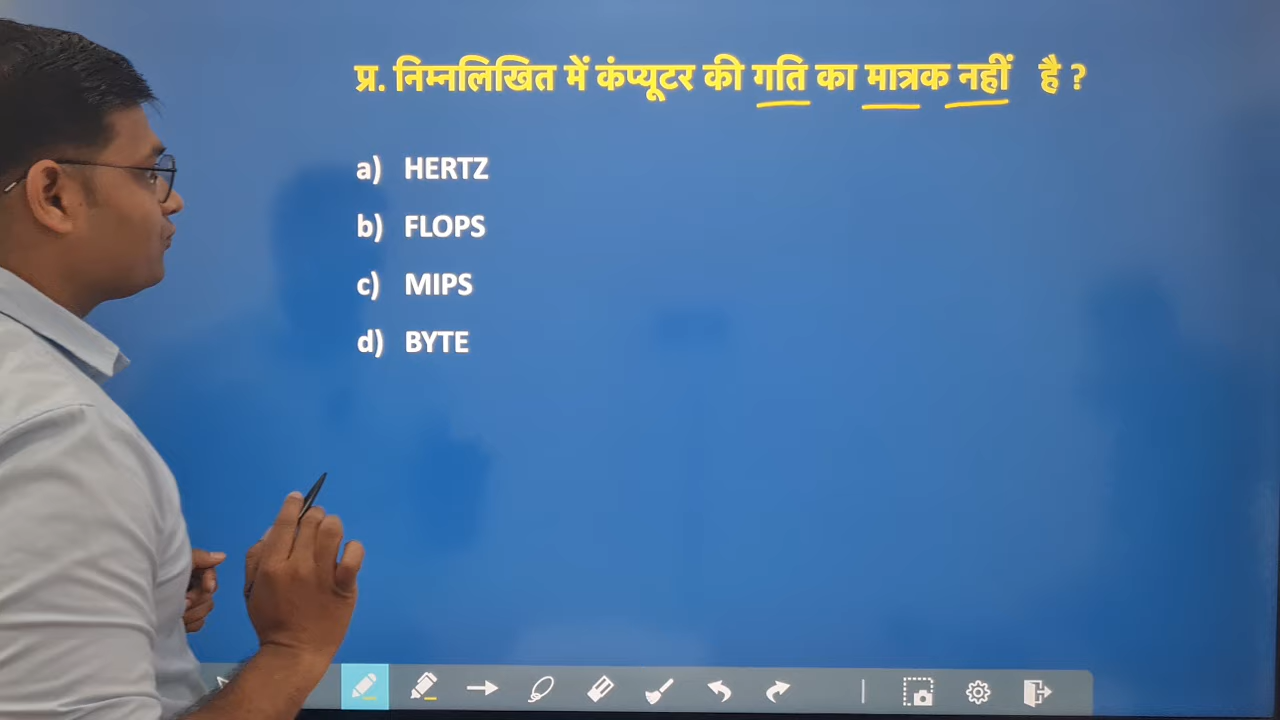 प्र. निम्नलिखित में कंप्यूटर की गति का मात्रक नहीं है ?
a) HERTZ
b) FLOPS
c) MIPS
d) BYTE